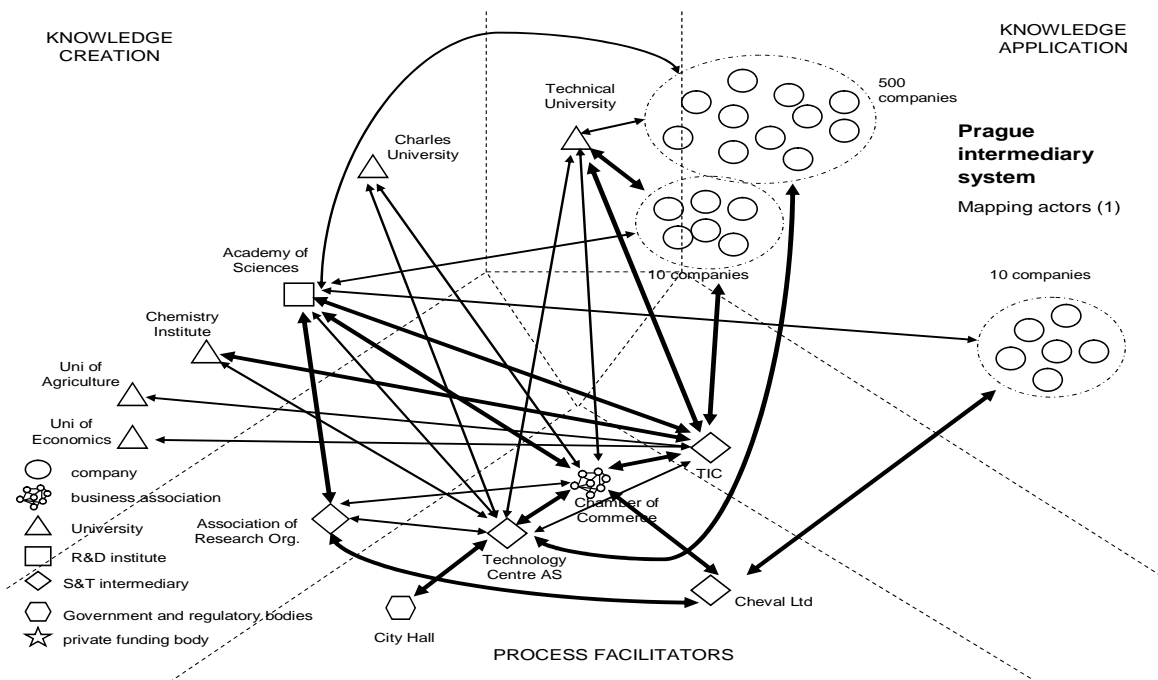 KNOWLEDGE
CREATION
KNOWLEDGE
APPLICATION
500
companies
Technical
University
Prague
intermediary
system
Mapping actors (1)
Charles
University
Academy of
Sciences
10 companies
10 companies
Chemistry
Institute
Uni of
Agriculture
Uni of
Economics
TIC
Chamber of
Commerce
Association of
Research Org.
Technology
Centre AS
Cheval Ltd
City Hall
company
business association
University
R&D institute
S&T intermediary
Government and regulatory bodies
private funding body
PROCESS FACILITATORS